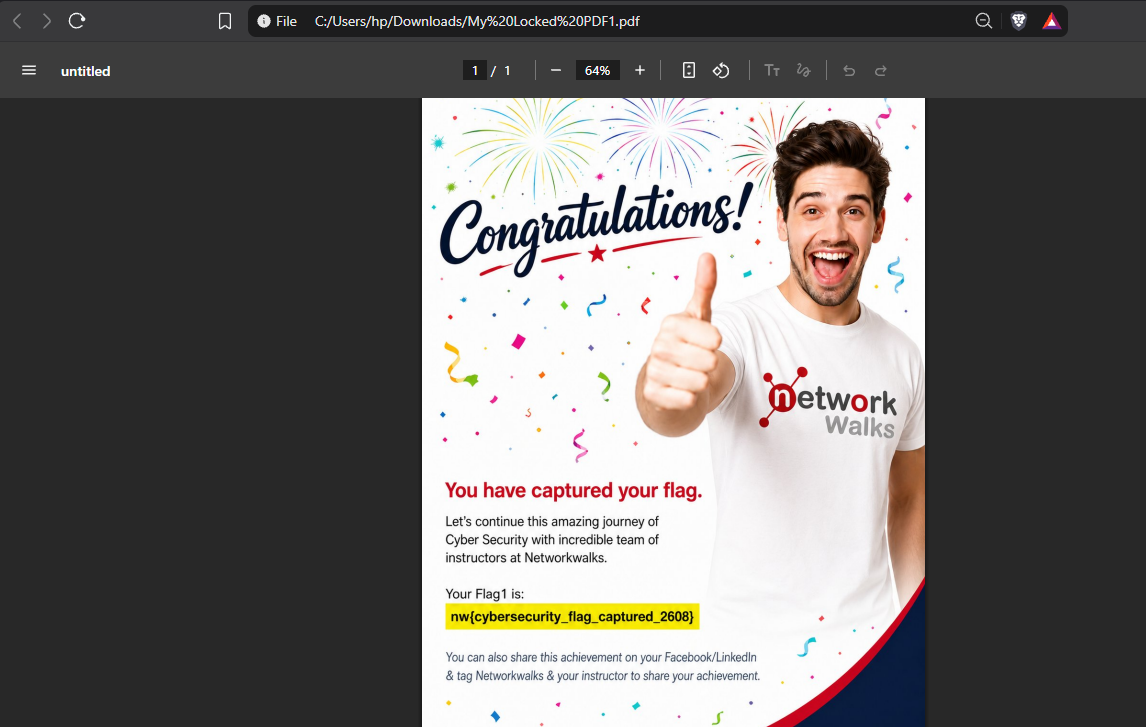 File C:/Users/hp/Downloads/My%20Locked%20PDF1.pdf
untitled
1 / 1
64%
Congratulations!
network
Walks
You have captured your flag.
Let's continue this amazing journey of
Cyber Security with incredible team of
instructors at Networkwalks.
Your Flag1 is:
nw{cybersecurity_flag_captured_2608}
You can also share this achievement on your Facebook/LinkedIn
& tag Networkwalks & your instructor to share your achievement.